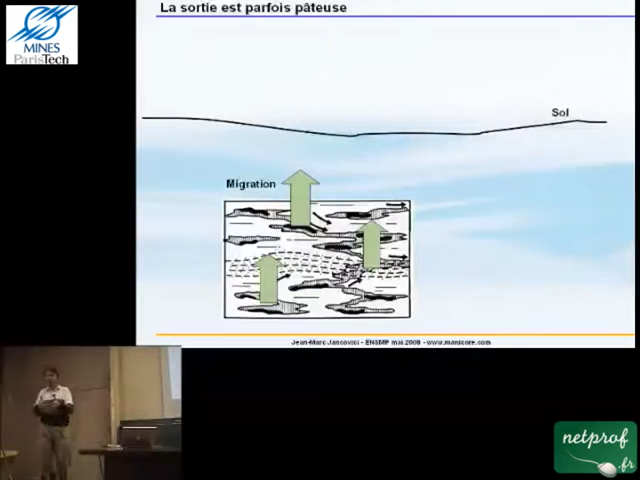 La sortie est parfois pâteuse
MINES
ParisTech
Sol
Migration
Jean-Marc Jancovici - ENSMP mai 2008 - www.manicore.com
netprof
.fr